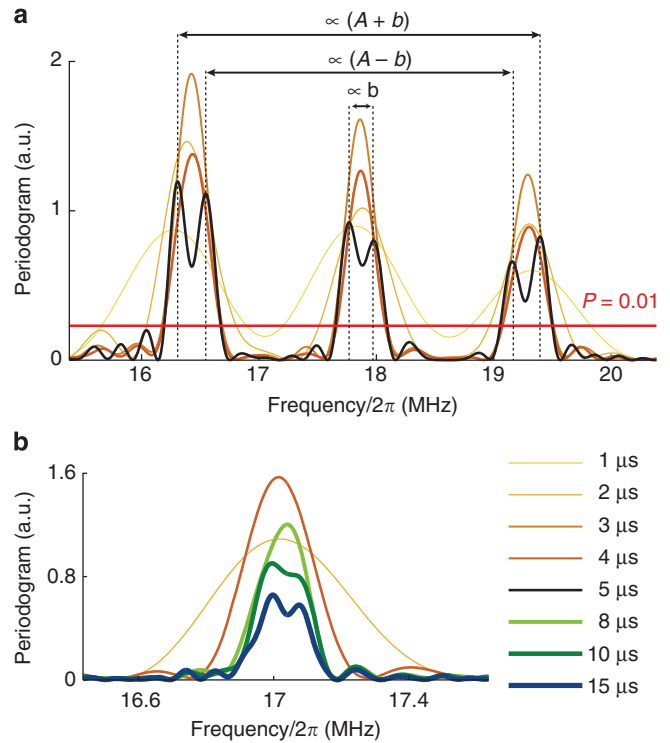 a
∝ (A + b)
∝ (A – b)
∝ b
2
1
0
Periodogram (a.u.)
P = 0.01
16 17 18 19 20
Frequency/2π (MHz)
b
1.6
0.8
0
Periodogram (a.u.)
16.6 17 17.4
Frequency/2π (MHz)
1 μs
2 μs
3 μs
4 μs
5 μs
8 μs
10 μs
15 μs